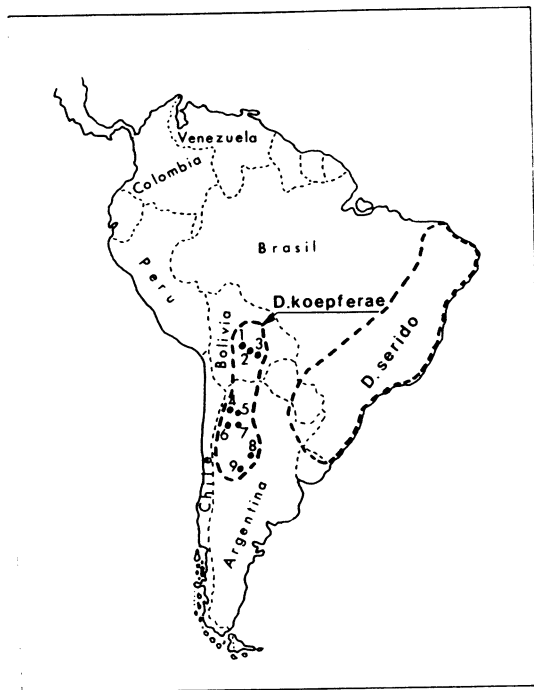 Venezuela
Colombia
Brasil
Peru
D.koepferae
Bolivia
1
2
3
D. serido
4
5
6
7
8
9
Chile
Argentina